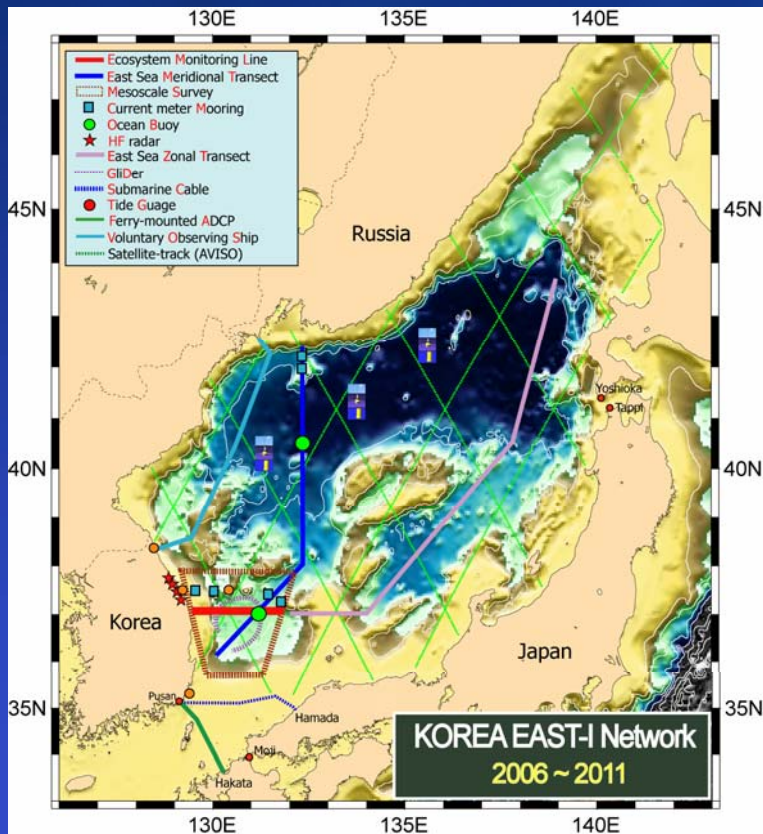 130E 135E 140E
Ecosystem Monitoring Line
East Sea Meridional Transect
Mesoscale Survey
Current meter Mooring
Ocean Buoy
HF radar
East Sea Zonal Transect
GliDer
Submarine Cable
Tide Guage
Ferry-mounted ADCP
Voluntary Observing Ship
Satellite-track (AVISO)
45N 45N
Russia
Yoshioka
Tappi
40N 40N
Korea
Japan
Pusan
35N 35N
Hamada
Moji
Hakata
KOREA EAST-I Network
2006 ~ 2011
130E 135E 140E